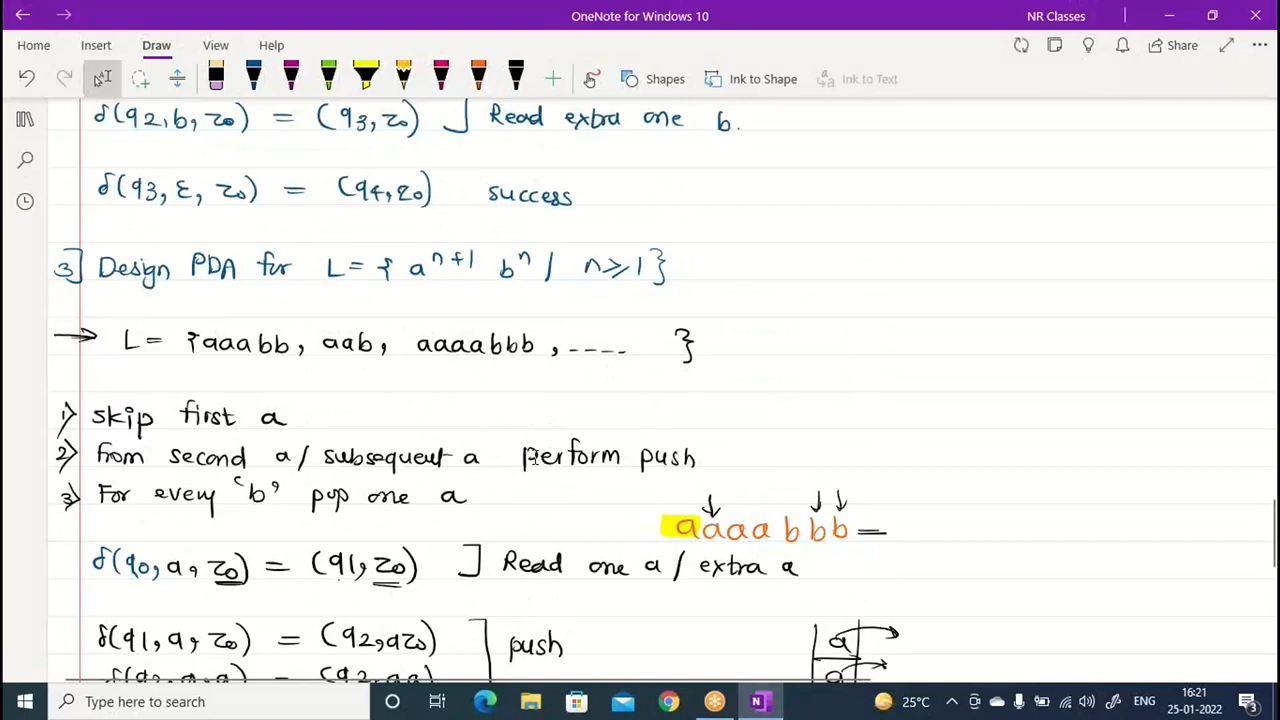 OneNote for Windows 10
NR Classes
Home Insert Draw View Help
Share
Shapes Ink to Shape Ink to Text
δ(q2, b, z0) = (q3, z0) ] Read extra one b.
δ(q3, ε, z0) = (q4, z0) success
3] Design PDA for L = { a^n+1 b^n / n≥1}
→ L = {aaabb, aab, aaaabbb, .... }
1) skip first a
2) from second a / subsequent a perform push
3) For every 'b' pop one a
aaaabbb
δ(q0, a, z0) = (q1, z0) ] Read one a / extra a
δ(q1, a, z0) = (q2, az0) ] push
a
δ(q2, a, a) = (q2, aa)
a
Type here to search
25°C
ENG
16:21
25-01-2022
3